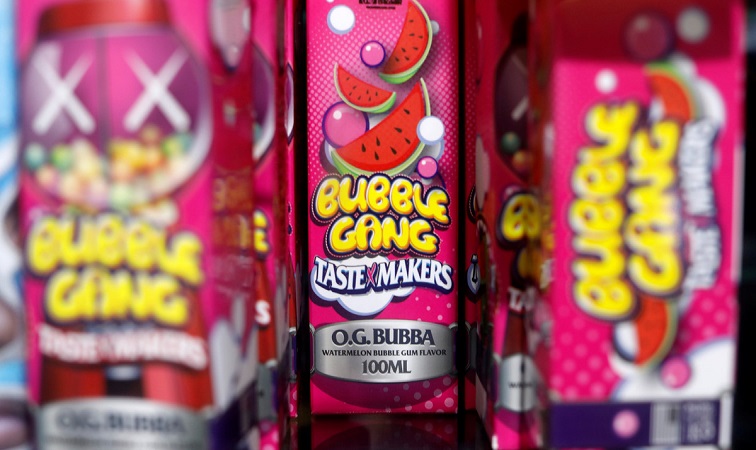 BUBBLE
GANG
TASTE MAKERS
O.G. BUBBA
BUBBLE
GANG
TASTE X MAKERS
O.G. BUBBA
WATERMELON BUBBLE GUM FLAVOR
100ML
BUBBLE
GANG
TASTE MAKERS